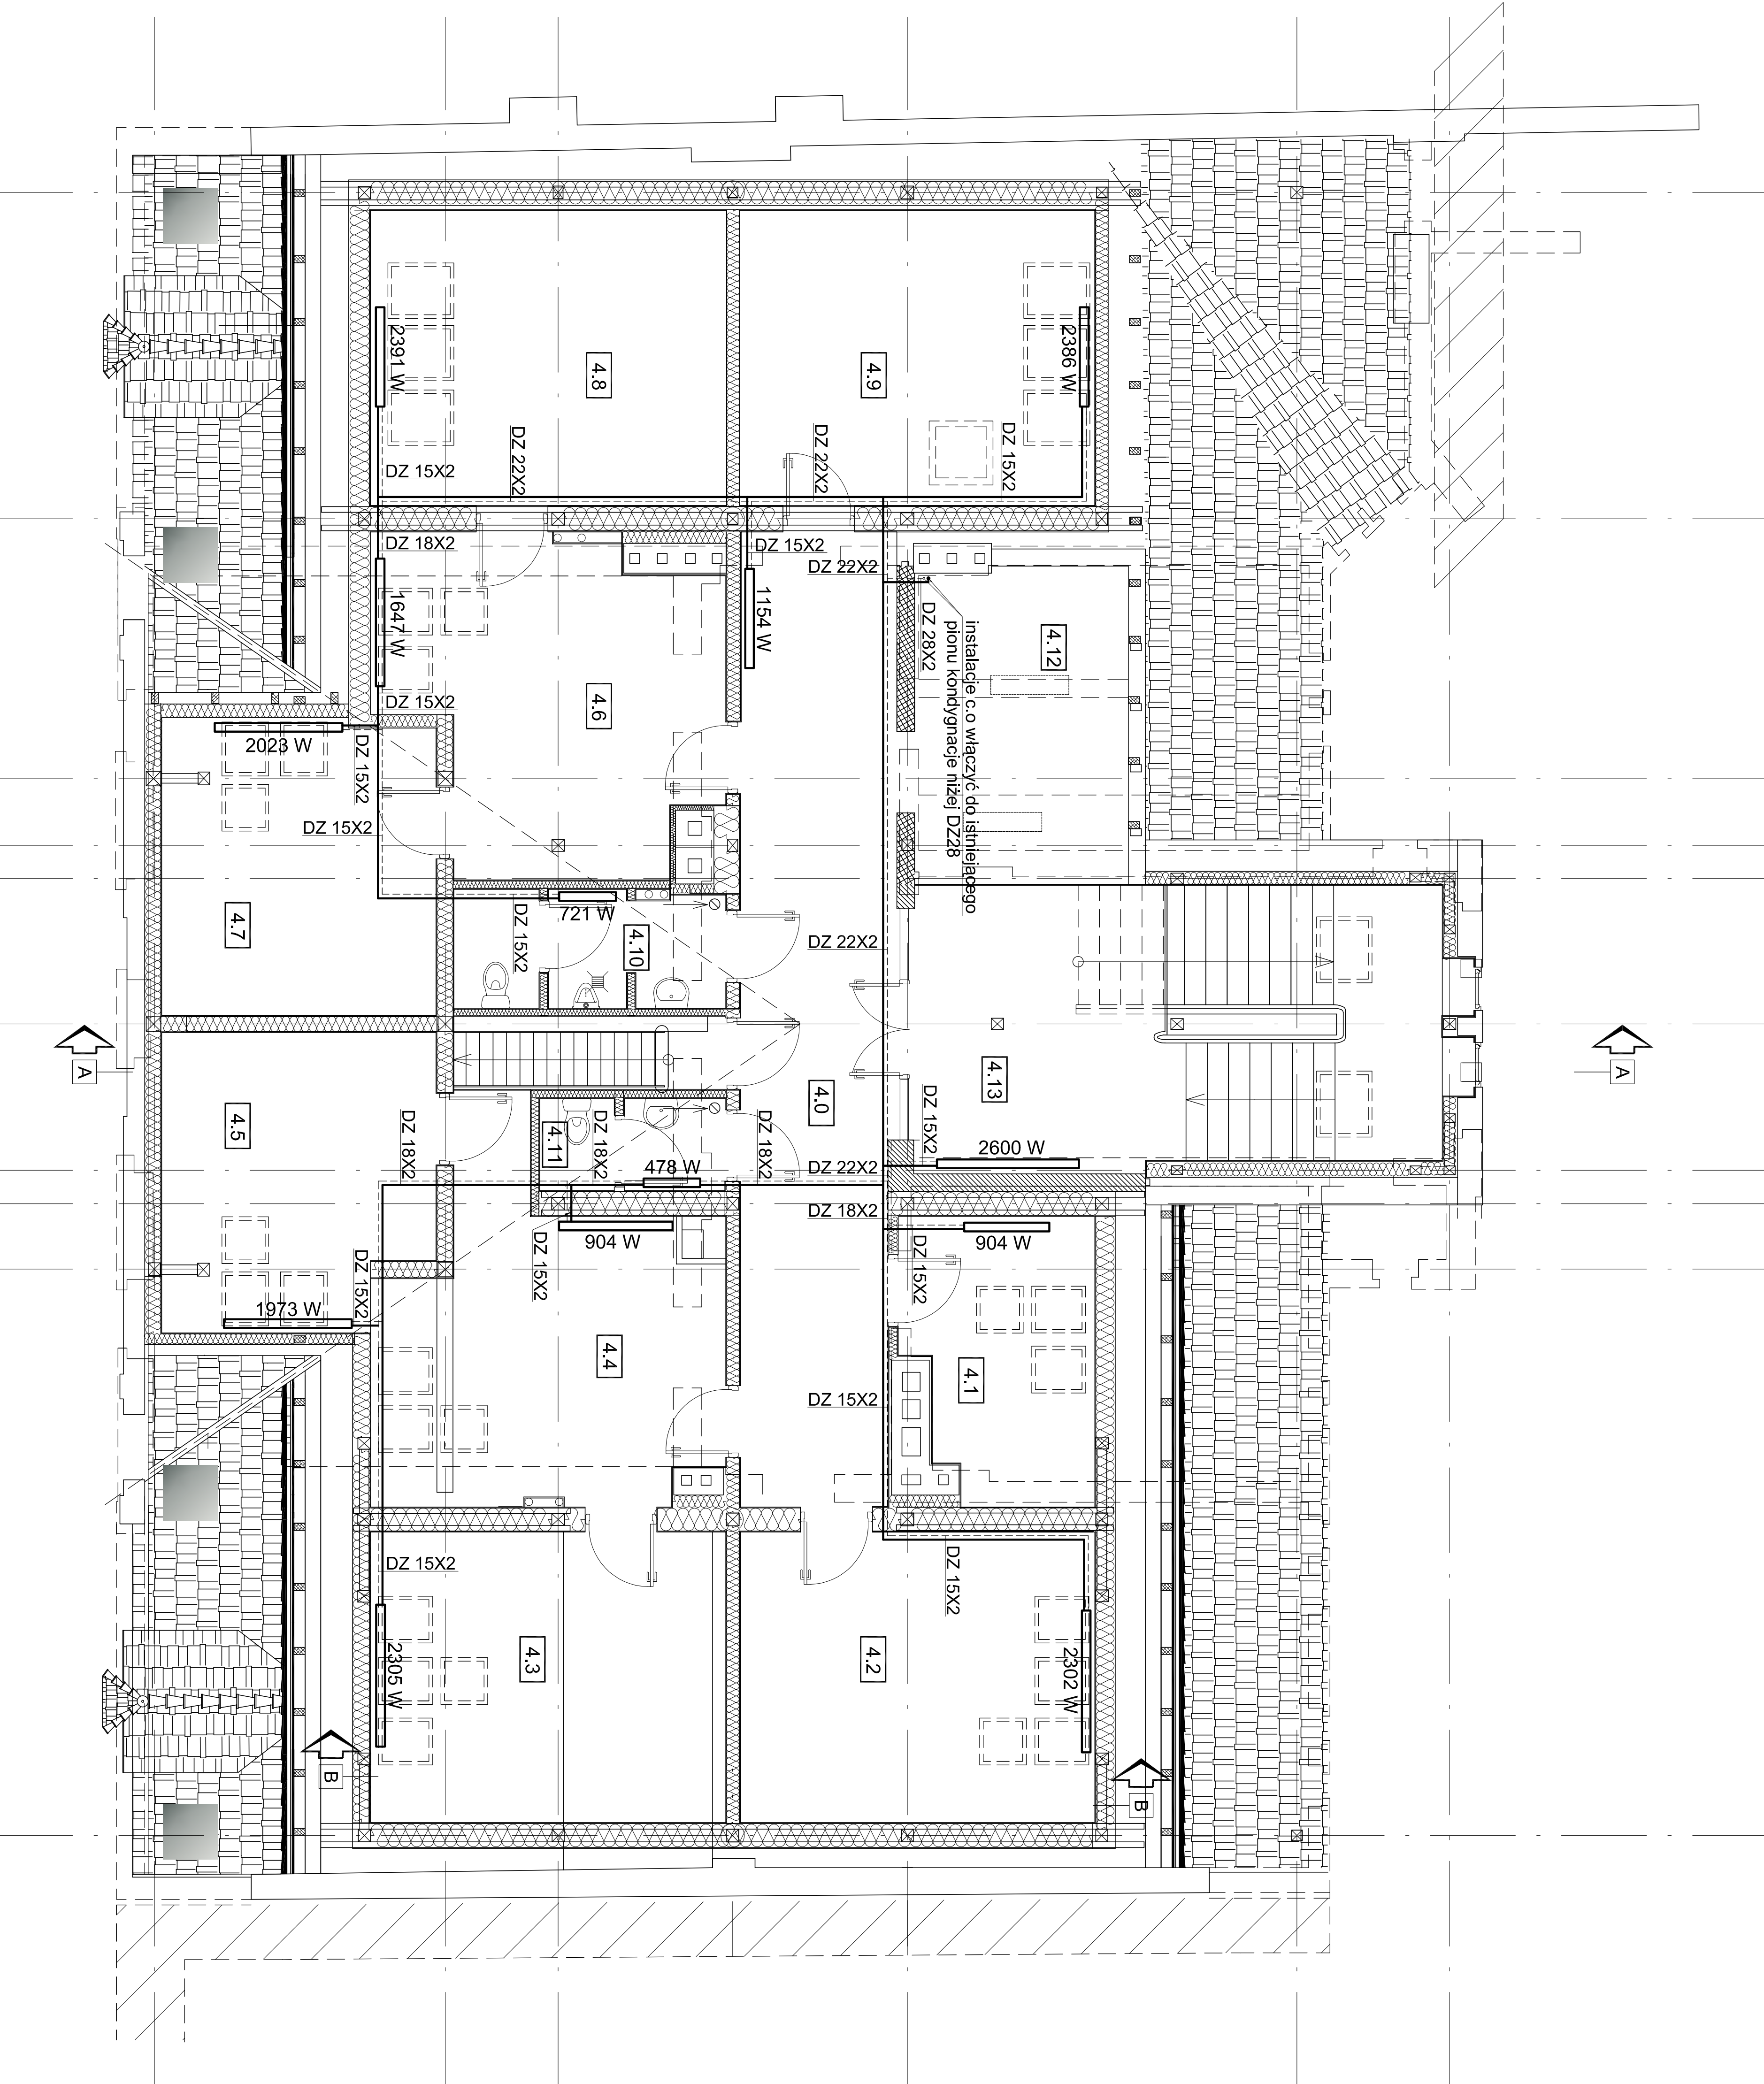 2391 W
4.8
4.9
2386 W
DZ 15X2
DZ 22X2
DZ 22X2
DZ 15X2
DZ 18X2
DZ 15X2
DZ 22X2
1647 W
1154 W
DZ 28X2
instalacje c.o włączyć do istniejącego
pionu kondygnacje niżej DZ28
4.12
DZ 15X2
4.6
2023 W
DZ 15X2
DZ 15X2
721 W
4.7
DZ 15X2
4.10
DZ 22X2
A
A
4.5
4.0
4.13
DZ 18X2
4.11
DZ 18X2
DZ 18X2
DZ 15X2
2600 W
478 W
DZ 22X2
DZ 18X2
904 W
904 W
DZ 15X2
DZ 15X2
DZ 15X2
1973 W
4.4
4.1
DZ 15X2
DZ 15X2
DZ 15X2
2305 W
4.3
4.2
2302 W
B
B